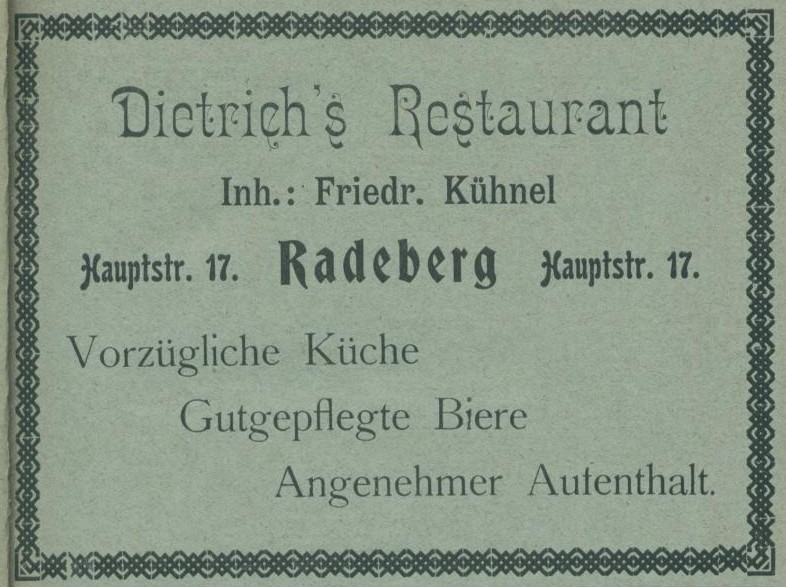 Dietrich's Restaurant
Inh.: Friedr. Kühnel
Hauptstr. 17. Radeberg Hauptstr. 17.
Vorzügliche Küche
Gutgepflegte Biere
Angenehmer Aufenthalt.